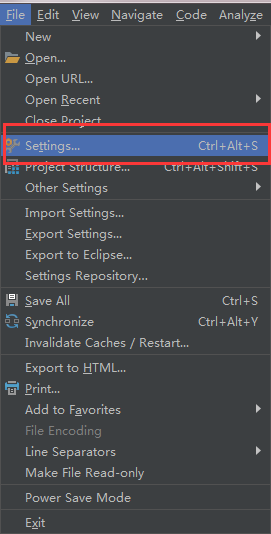 File Edit View Navigate Code Analyze
New
Open...
Open URL...
Open Recent
Close Project
Settings... Ctrl+Alt+S
Project Structure... Ctrl+Alt+Shift+S
Other Settings
Import Settings...
Export Settings...
Export to Eclipse...
Settings Repository...
Save All Ctrl+S
Synchronize Ctrl+Alt+Y
Invalidate Caches / Restart...
Export to HTML...
Print...
Add to Favorites
File Encoding
Line Separators
Make File Read-only
Power Save Mode
Exit